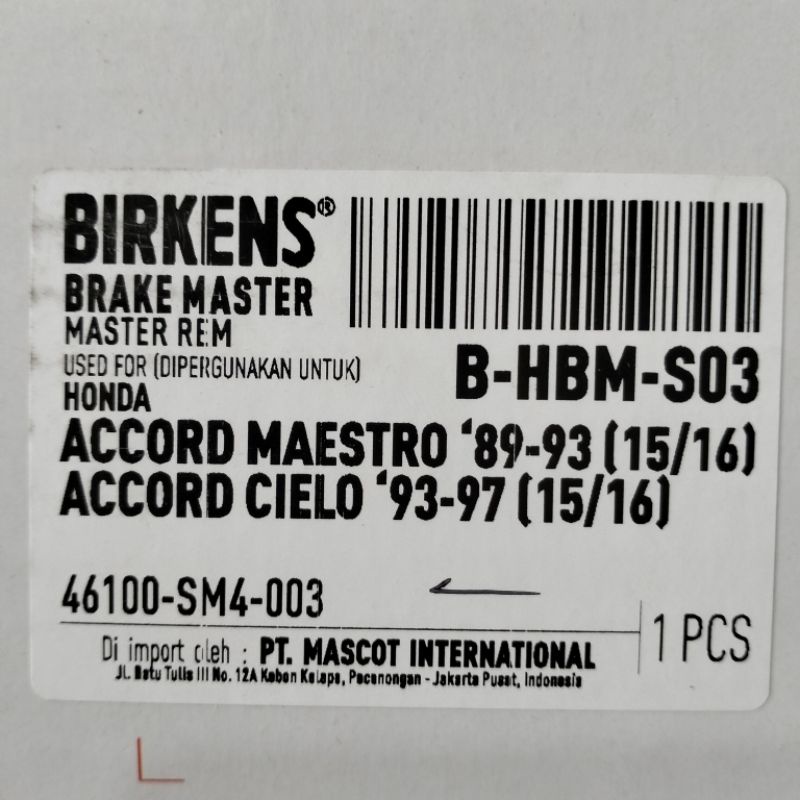 BIRKENS®
BRAKE MASTER
MASTER REM
USED FOR (DIPERGUNAKAN UNTUK)
HONDA
B-HBM-S03
ACCORD MAESTRO '89-93 (15/16)
ACCORD CIELO '93-97 (15/16)
46100-SM4-003
1 PCS
Di import oleh : PT. MASCOT INTERNATIONAL
Jl. Batu Tulis III No. 12A Kebon Kelapa, Pecenongan - Jakarta Pusat, Indonesia